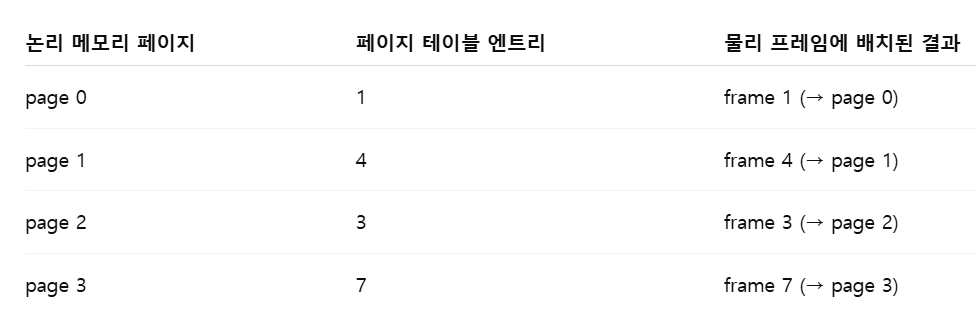 논리 메모리 페이지 페이지 테이블 엔트리 물리 프레임에 배치된 결과
page 0 1 frame 1 (→ page 0)
page 1 4 frame 4 (→ page 1)
page 2 3 frame 3 (→ page 2)
page 3 7 frame 7 (→ page 3)